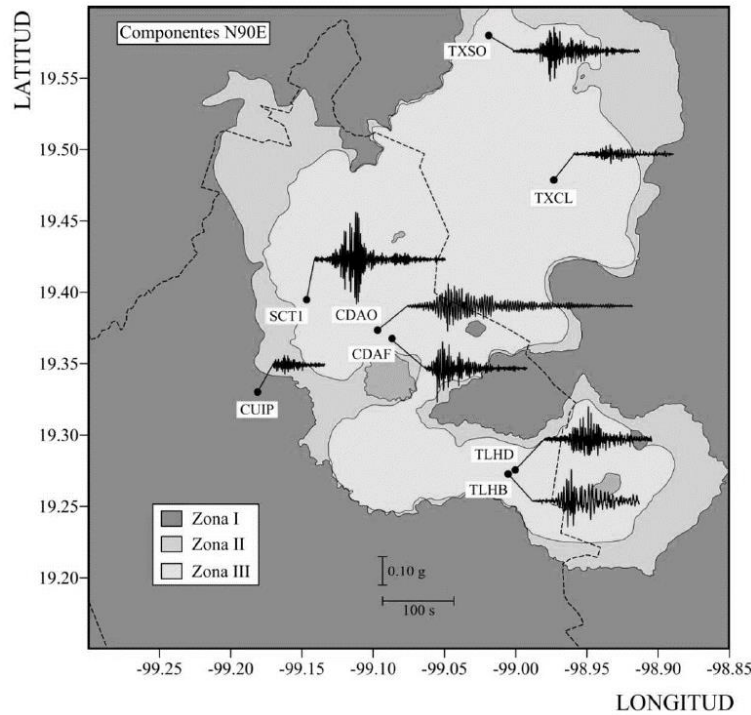 LATITUD
Componentes N90E
TXSO
19.55
19.50
TXCL
19.45
19.40
SCT1
CDAO
CDAF
19.35
CUIP
19.30
TLHD
TLHB
19.25
Zona I
Zona II
Zona III
0.10 g
19.20
100 s
-99.25
-99.20
-99.15
-99.10
-99.05
-99.00
-98.95
-98.90
-98.85
LONGITUD